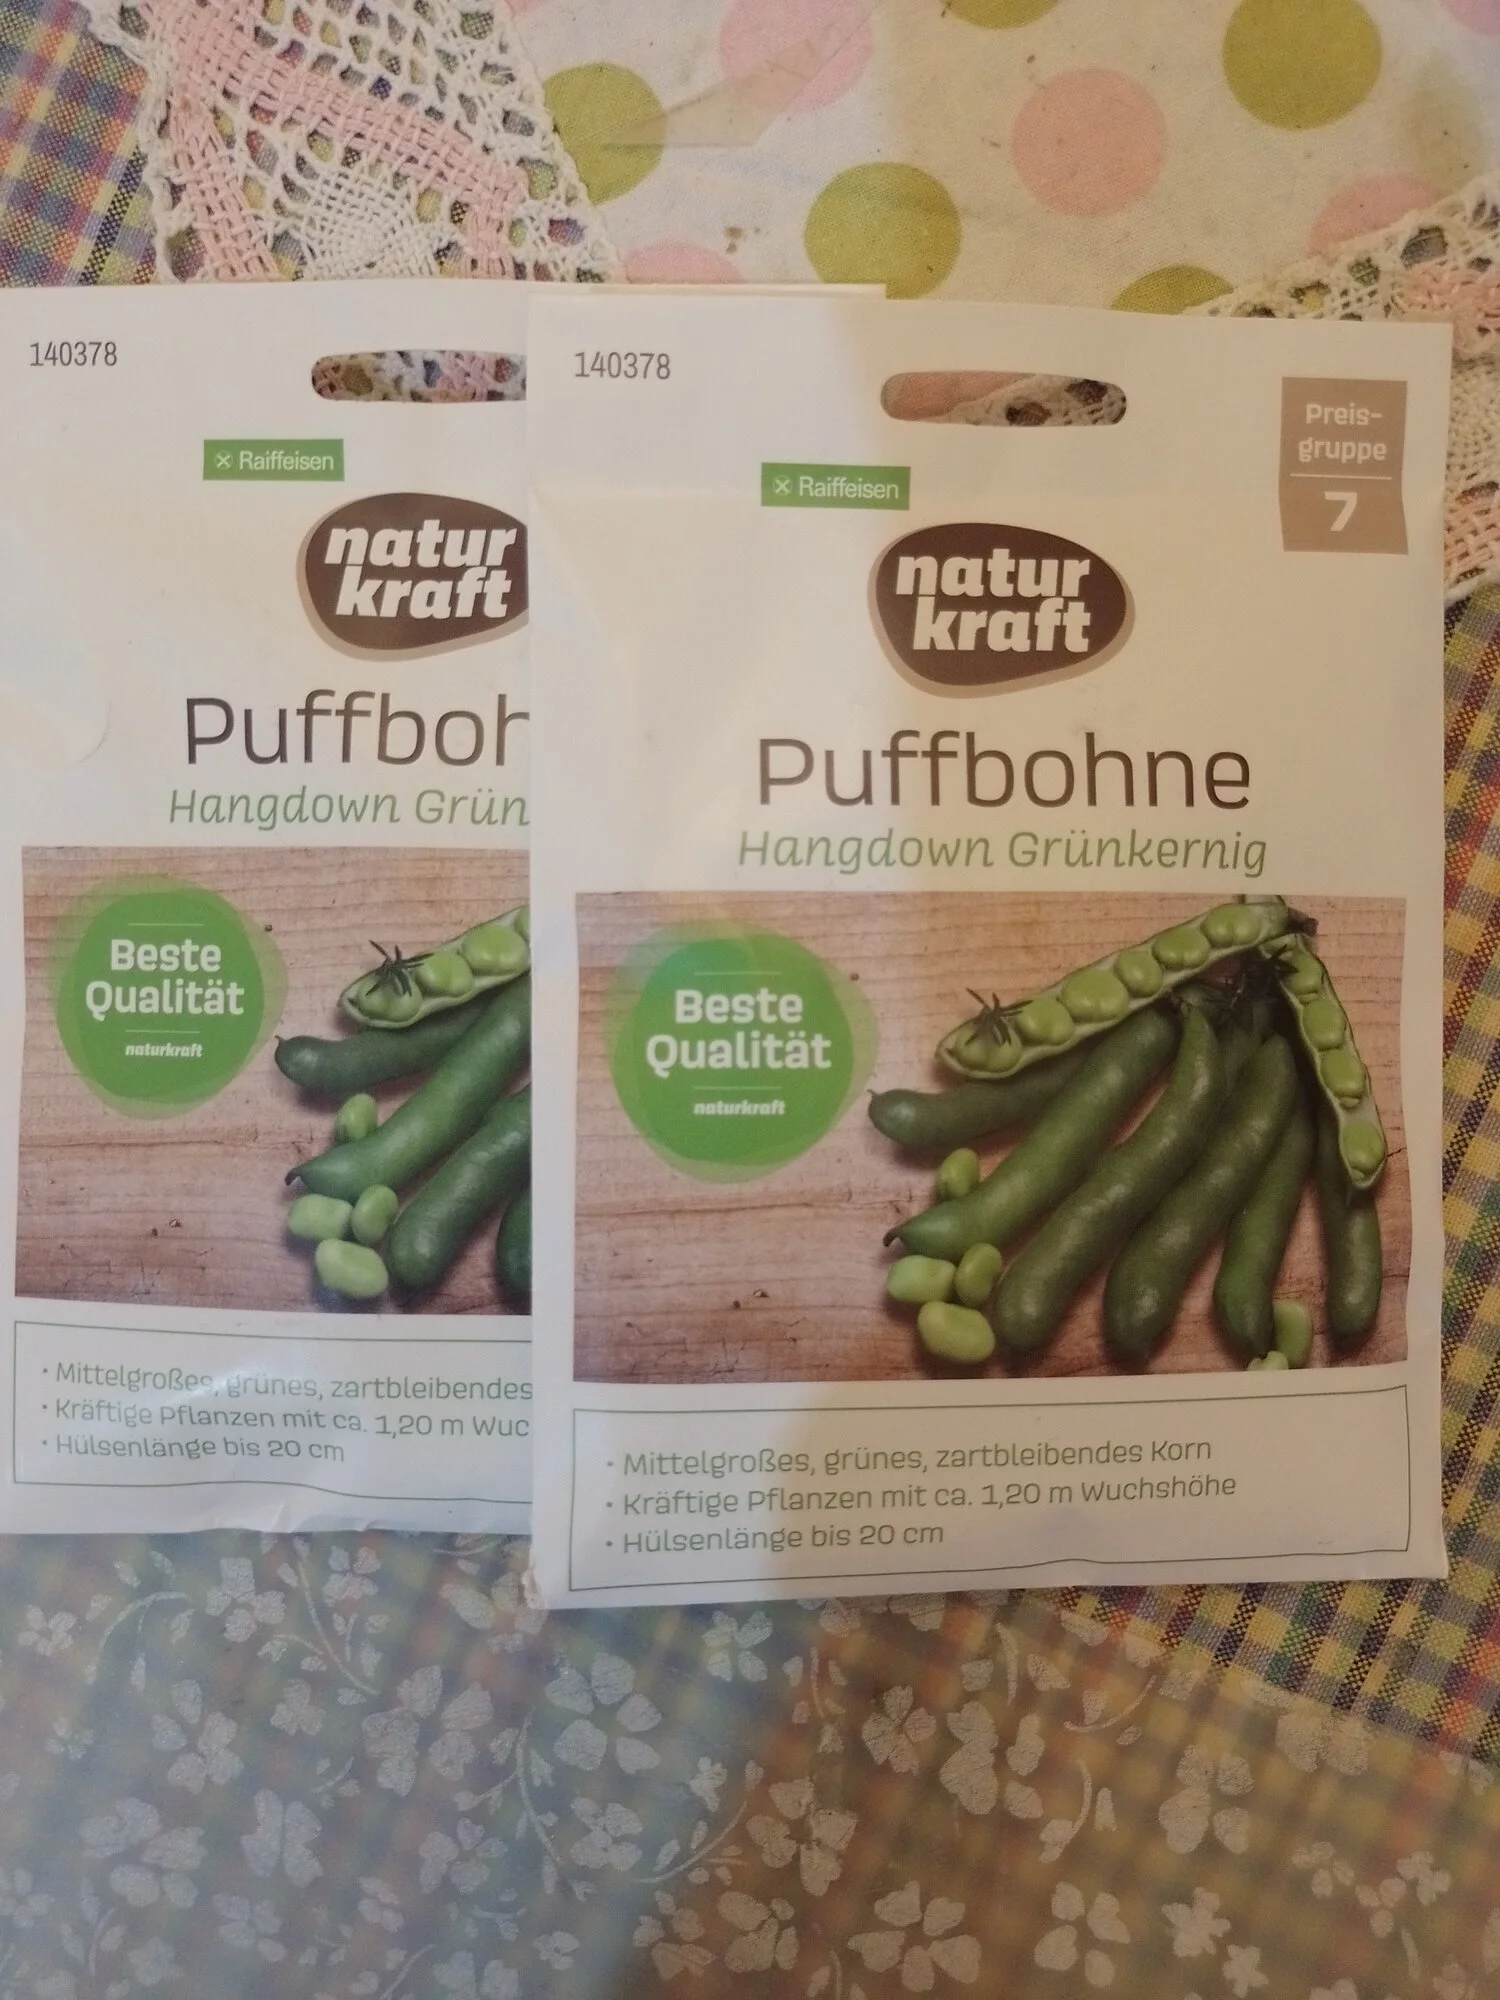 140378
Raiffeisen
natur
kraft
Puffboh
Hangdown Grün
Beste
Qualität
naturkraft
• Mittelgroßes, grünes, zartbleibendes
• Kräftige Pflanzen mit ca. 1,20 m Wuc
• Hülsenlänge bis 20 cm
140378
Preis-
gruppe
7
Raiffeisen
natur
kraft
Puffbohne
Hangdown Grünkernig
Beste
Qualität
naturkraft
• Mittelgroßes, grünes, zartbleibendes Korn
• Kräftige Pflanzen mit ca. 1,20 m Wuchshöhe
• Hülsenlänge bis 20 cm